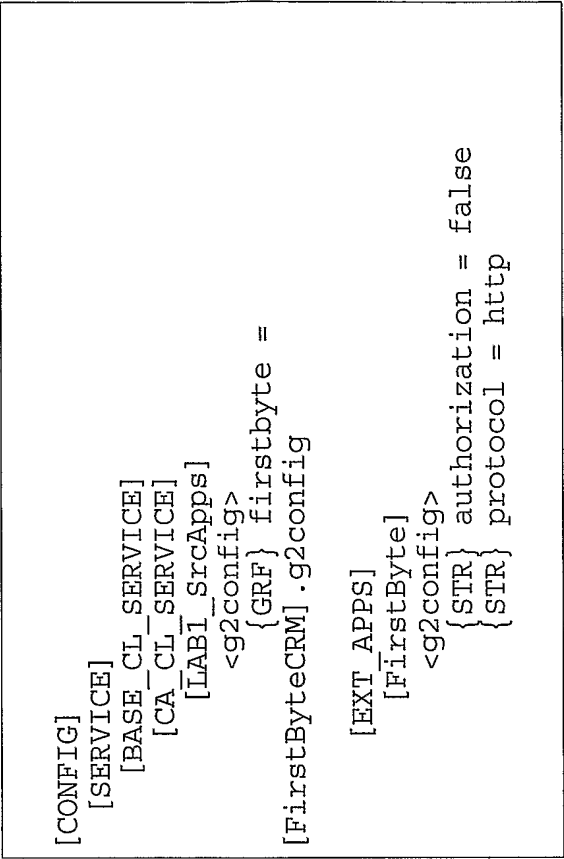 [CONFIG]
[SERVICE]
[BASE_CL_SERVICE]
[CA_CL_SERVICE]
[LAB1_SrcApps]
<g2config>
{GRF} firstbyte =
[FirstByteCRM].g2config
[EXT_APPS]
[FirstByte]
<g2config>
{STR} authorization = false
{STR} protocol = http